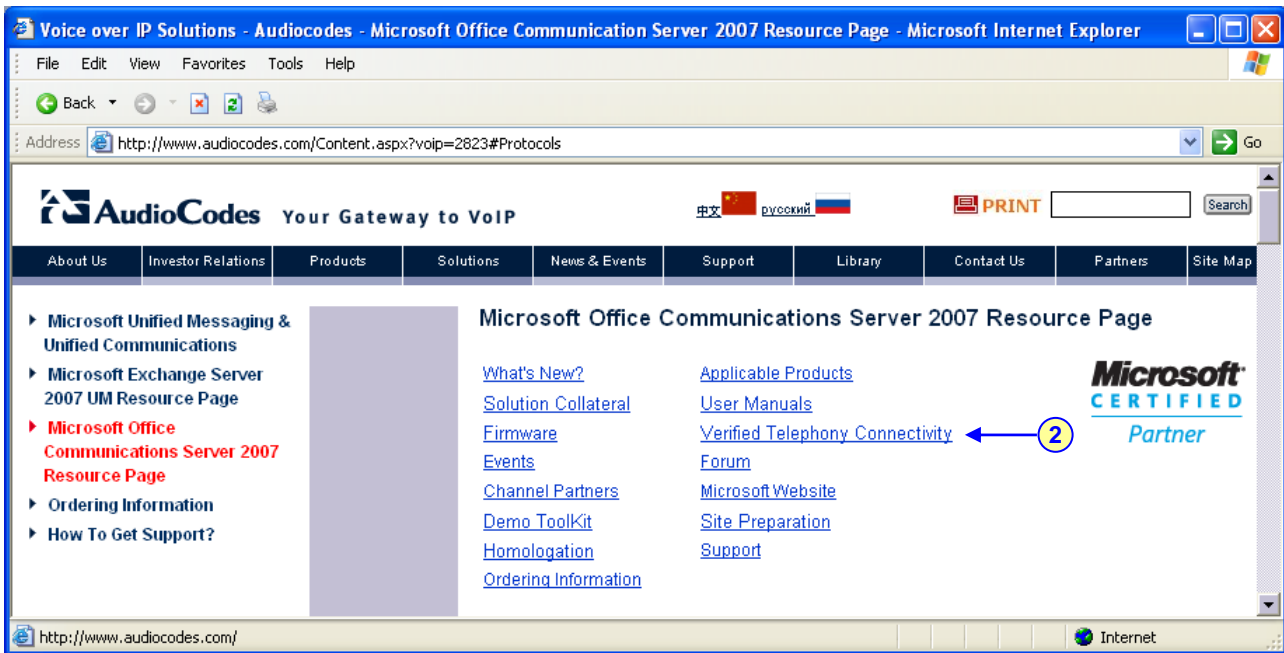 Voice over IP Solutions - Audiocodes - Microsoft Office Communication Server 2007 Resource Page - Microsoft Internet Explorer
File Edit View Favorites Tools Help
Back
Address http://www.audiocodes.com/Content.aspx?voip=2823#Protocols Go
AudioCodes Your Gateway to VoIP 中文 русский PRINT Search
About Us Investor Relations Products Solutions News & Events Support Library Contact Us Partners Site Map
Microsoft Unified Messaging &
Unified Communications
Microsoft Exchange Server
2007 UM Resource Page
Microsoft Office
Communications Server 2007
Resource Page
Ordering Information
How To Get Support?
Microsoft Office Communications Server 2007 Resource Page
What's New?
Solution Collateral
Firmware
Events
Channel Partners
Demo ToolKit
Homologation
Ordering Information
Applicable Products
User Manuals
Verified Telephony Connectivity 2
Forum
Microsoft Website
Site Preparation
Support
Microsoft
CERTIFIED
Partner
http://www.audiocodes.com/ Internet